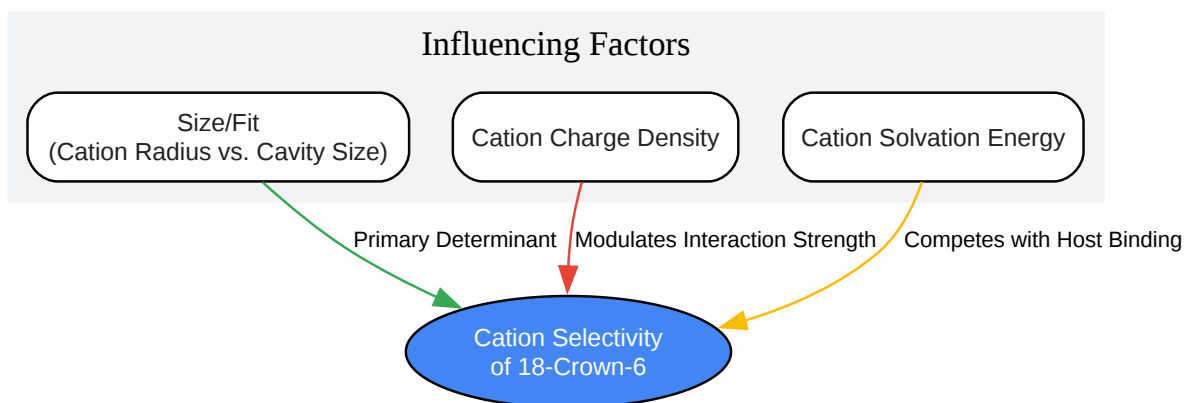 Influencing Factors
Size/Fit
(Cation Radius vs. Cavity Size)
Cation Charge Density
Cation Solvation Energy
Primary Determinant
Modulates Interaction Strength
Competes with Host Binding
Cation Selectivity
of 18-Crown-6